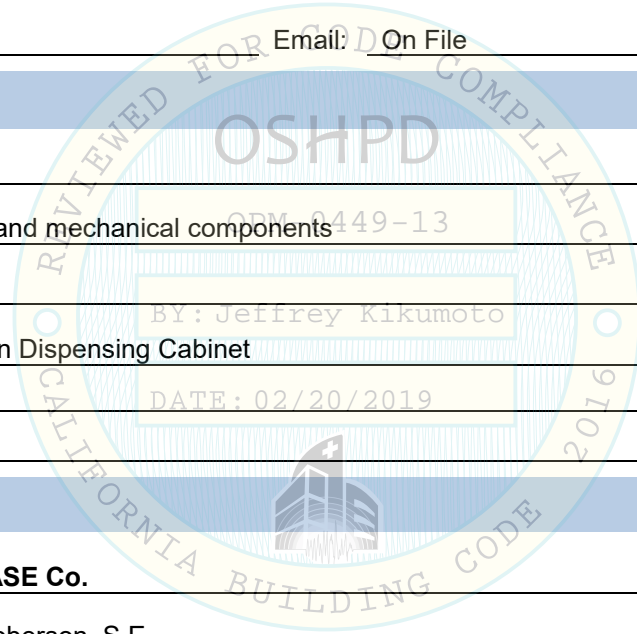 Email: On File
REVIEWED FOR CODE COMPLIANCE
OSHPD
and mechanical components
OPM-0449-13
BY: Jeffrey Kikumoto
n Dispensing Cabinet
DATE: 02/20/2019
CALIFORNIA BUILDING CODE 2016
ASE Co.